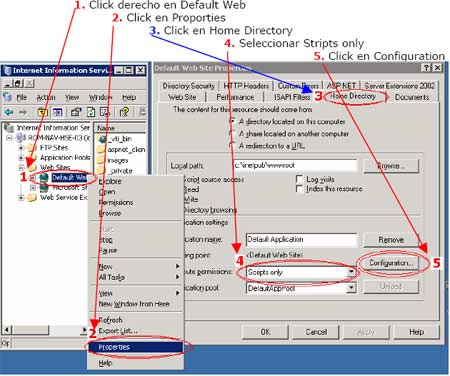 1. Click derecho en Default Web
2. Click en Properties
3. Click en Home Directory
4. Seleccionar Stripts only
5. Click en Configuration
Internet Information Servi...
File Action View Window Help
Internet Information Serv
ROM-NAV-HSE-03 (lo
FTP Sites
Application Pools
Web Sites
1
Default Web
Microsoft S
Web Service Ex
Name
_vti_bin
images
_private
Explore
Open
Permissions
Browse
Start
Stop
Pause
New
All Tasks
View
New Window from Here
Refresh
Export List...
2
Properties
Help
Default Web Site Properties
Directory Security HTTP Headers Custom Errors ASP.NET Server Extensions 2002
Web Site Performance ISAPI Filters 3 Home Directory Documents
The content for this resource should come from:
A directory located on this computer
A share located on another computer
A redirection to a URL
Local path: c:\inetpub\wwwroot Browse...
Script source access Log visits
Read Index this resource
Write
Directory browsing
Application settings
Application name: Default Application Remove
Starting point: <Default Web Site>
4 Configuration... 5
Execute permissions: Scripts only
Application pool: DefaultAppPool Unload
OK Cancel Apply Help